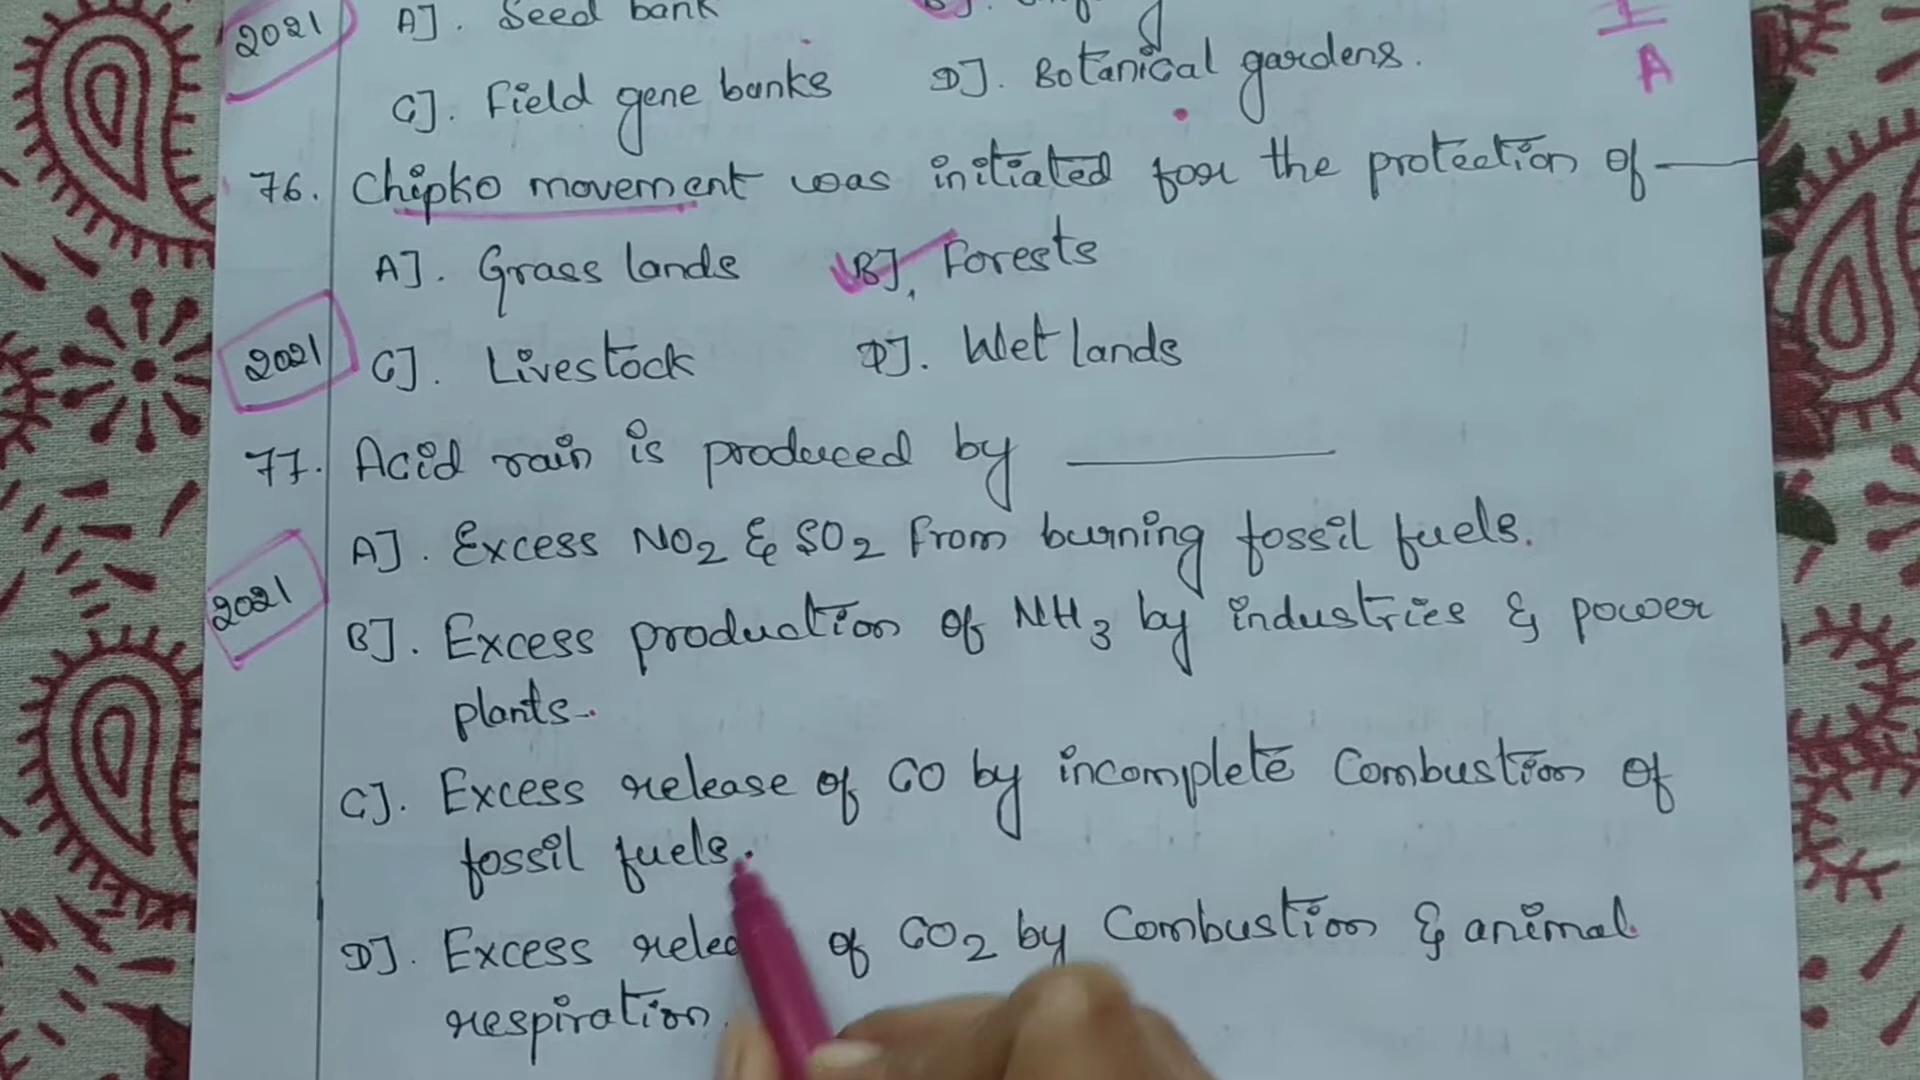 2021 A]. Seed bank
C]. Field gene banks D]. Botanical gardens.
I
A
76. Chipko movement was initiated for the protection of
A]. Grass lands B]. Forests
2021 C]. Livestock D]. Wet lands
77. Acid rain is produced by
A]. Excess NO2 & SO2 from burning fossil fuels.
2021
B]. Excess production of NH3 by industries & power
plants.
C]. Excess release of CO by incomplete combustion of
fossil fuels.
D]. Excess of CO2 by Combustion & animal
respiration.